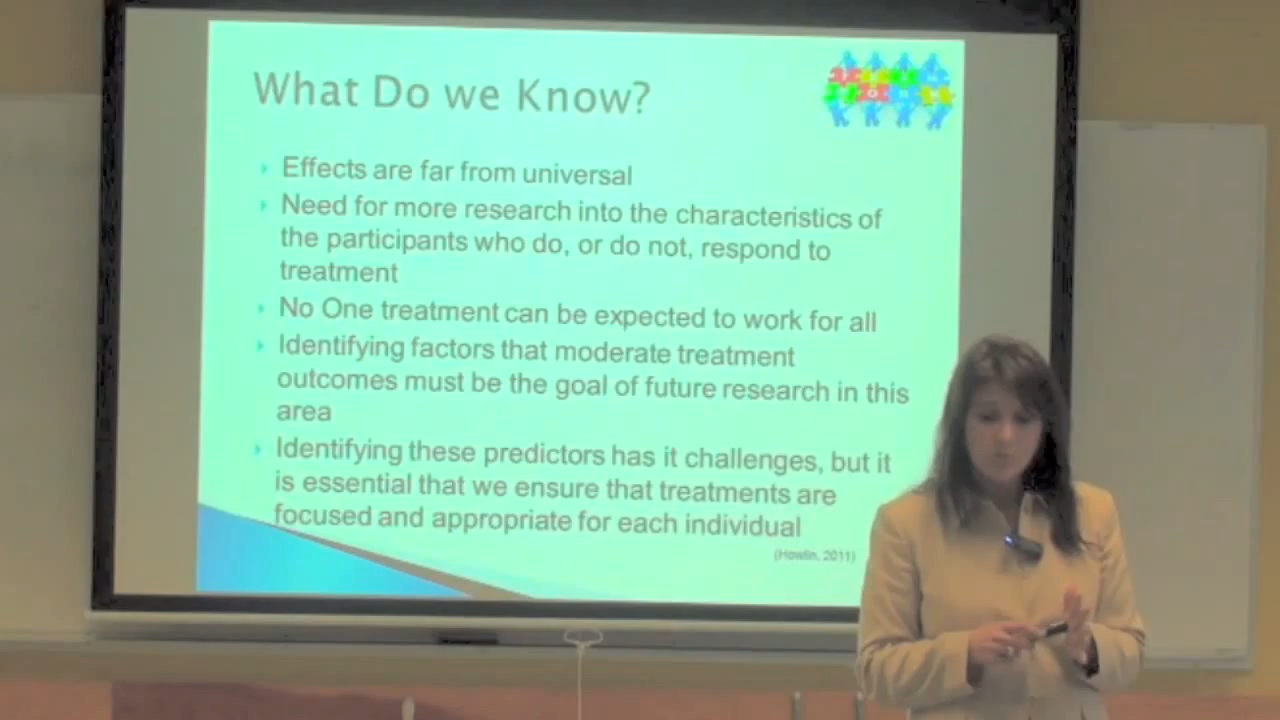 What Do we Know?
Effects are far from universal
Need for more research into the characteristics of
the participants who do, or do not, respond to
treatment
No One treatment can be expected to work for all
Identifying factors that moderate treatment
outcomes must be the goal of future research in this
area
Identifying these predictors has it challenges, but it
is essential that we ensure that treatments are
focused and appropriate for each individual
(Howlin, 2011)